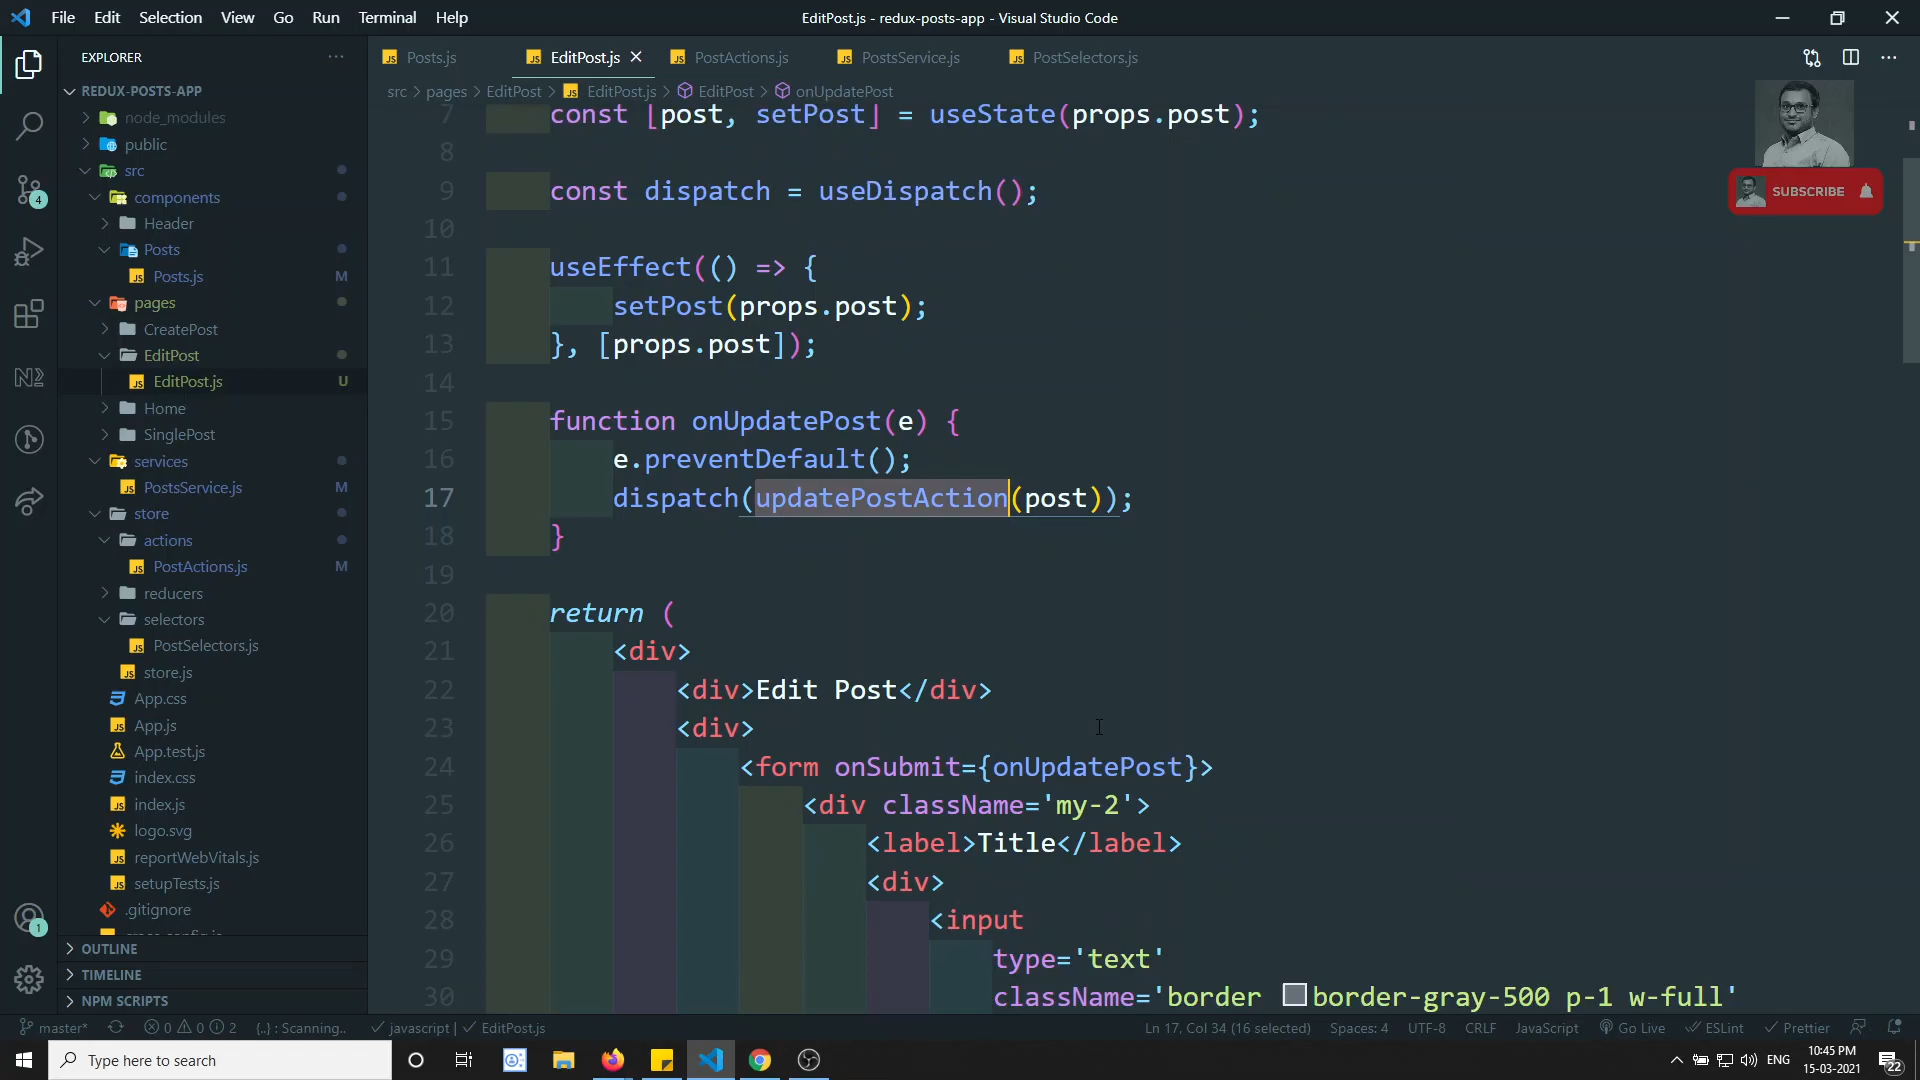 File Edit Selection View Go Run Terminal Help
EditPost.js - redux-posts-app - Visual Studio Code
EXPLORER
REDUX-POSTS-APP
node_modules
public
src
components
Header
Posts
Posts.js M
pages
CreatePost
EditPost
EditPost.js U
Home
SinglePost
services
PostsService.js M
store
actions
PostActions.js M
reducers
selectors
PostSelectors.js
store.js
App.css
App.js
App.test.js
index.css
index.js
logo.svg
reportWebVitals.js
setupTests.js
.gitignore
OUTLINE
TIMELINE
NPM SCRIPTS
4
1
Posts.js EditPost.js PostActions.js PostsService.js PostSelectors.js
src > pages > EditPost > EditPost.js > EditPost > onUpdatePost
7 const [post, setPost] = useState(props.post);
8
9 const dispatch = useDispatch();
10
11 useEffect(() => {
12 setPost(props.post);
13 }, [props.post]);
14
15 function onUpdatePost(e) {
16 e.preventDefault();
17 dispatch(updatePostAction(post));
18 }
19
20 return (
21 <div>
22 <div>Edit Post</div>
23 <div>
24 <form onSubmit={onUpdatePost}>
25 <div className='my-2'>
26 <label>Title</label>
27 <div>
28 <input
29 type='text'
30 className='border border-gray-500 p-1 w-full'
SUBSCRIBE
master* 0 0 2 {..} : Scanning.. javascript | EditPost.js
Ln 17, Col 34 (16 selected) Spaces: 4 UTF-8 CRLF JavaScript Go Live ESLint Prettier
Type here to search
ENG
10:45 PM
15-03-2021
22